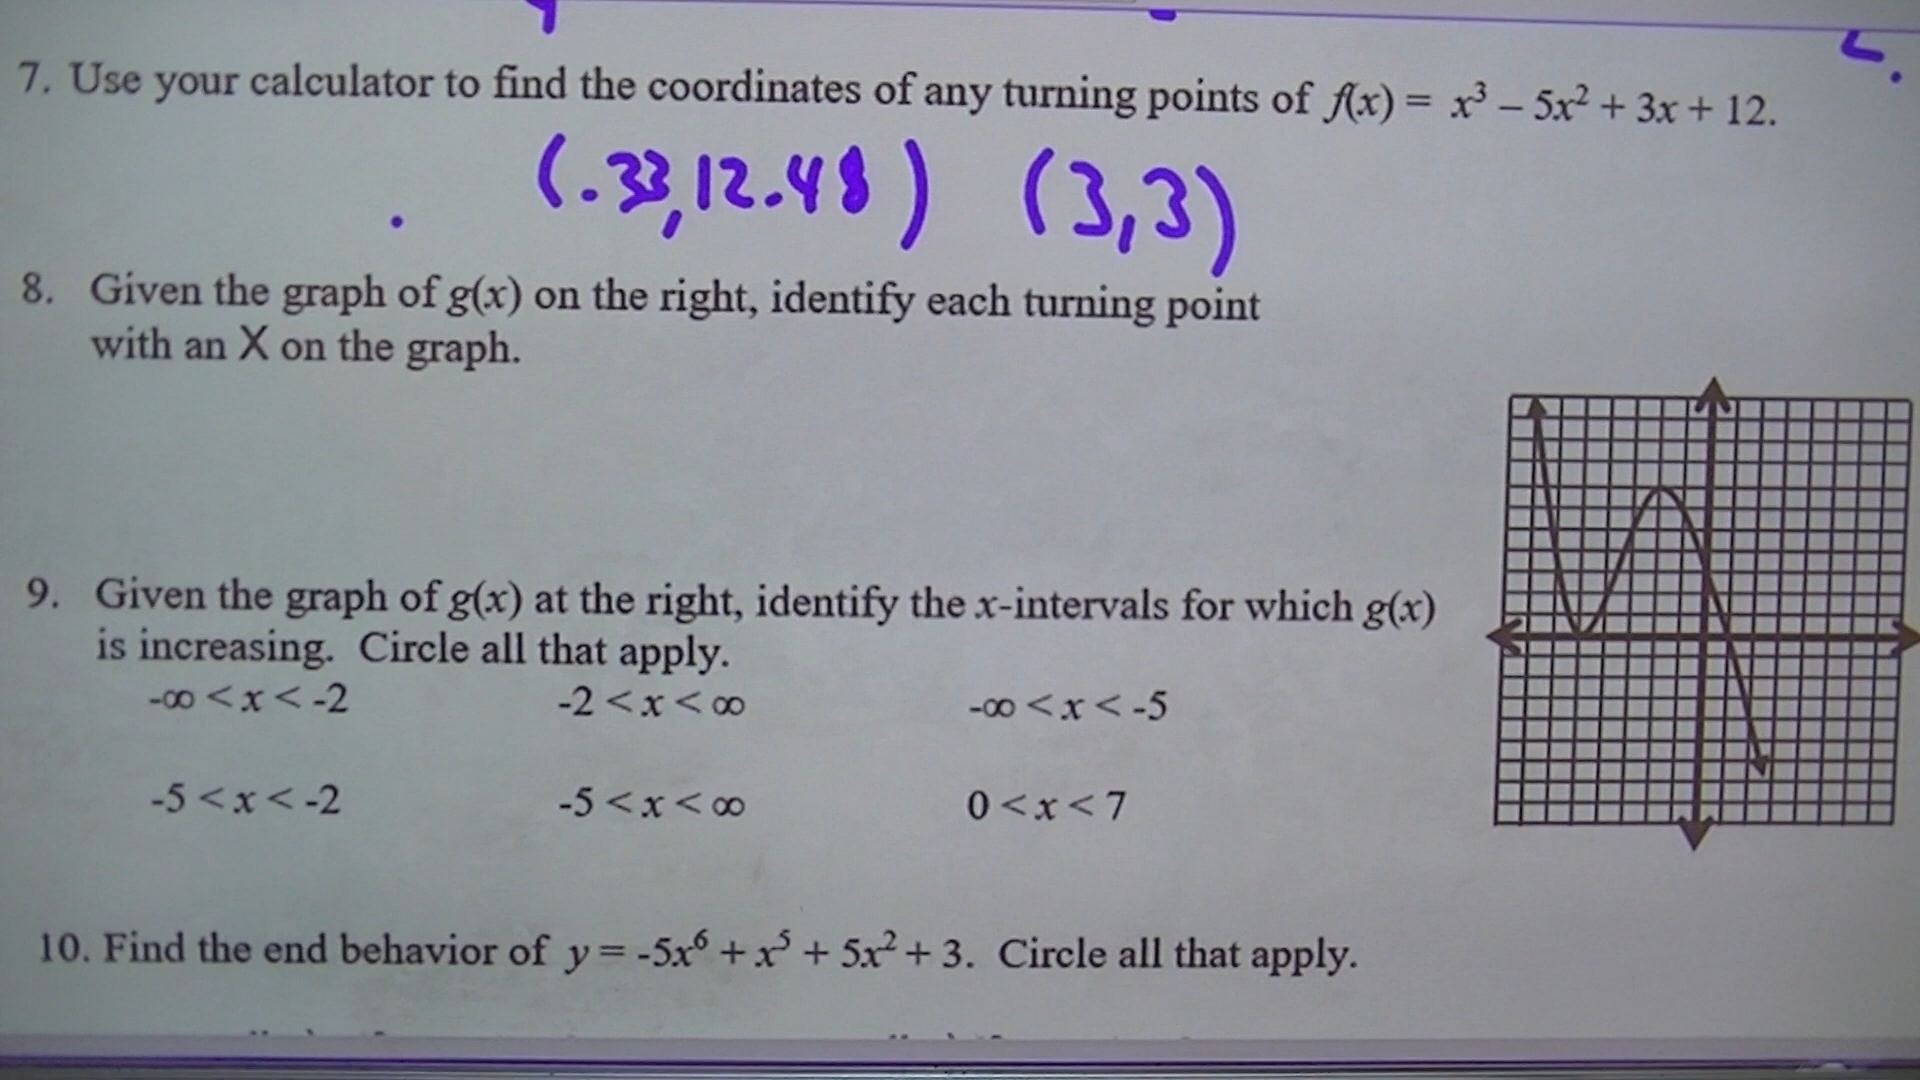 7. Use your calculator to find the coordinates of any turning points of f(x) = x³ – 5x² + 3x + 12.
(.33,12.48) (3,3)
8. Given the graph of g(x) on the right, identify each turning point
with an X on the graph.
9. Given the graph of g(x) at the right, identify the x-intervals for which g(x)
is increasing. Circle all that apply.
-∞ < x < -2 -2 < x < ∞ -∞ < x < -5
-5 < x < -2 -5 < x < ∞ 0 < x < 7
10. Find the end behavior of y = -5x⁶ + x⁵ + 5x² + 3. Circle all that apply.